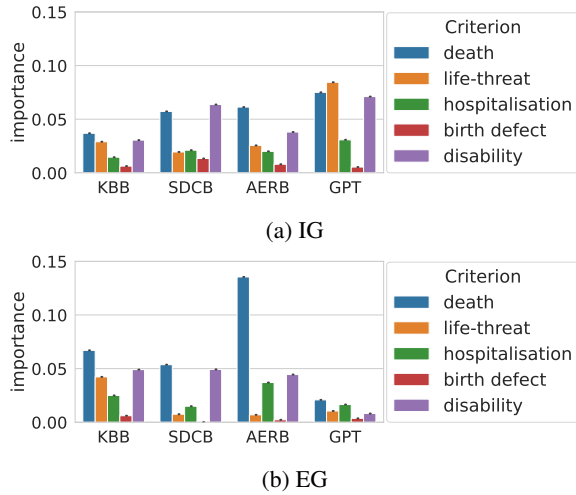 0.15
0.10
0.05
0.00
importance
KBB SDCB AERB GPT
Criterion
death
life-threat
hospitalisation
birth defect
disability
(a) IG
0.15
0.10
0.05
0.00
importance
KBB SDCB AERB GPT
Criterion
death
life-threat
hospitalisation
birth defect
disability
(b) EG